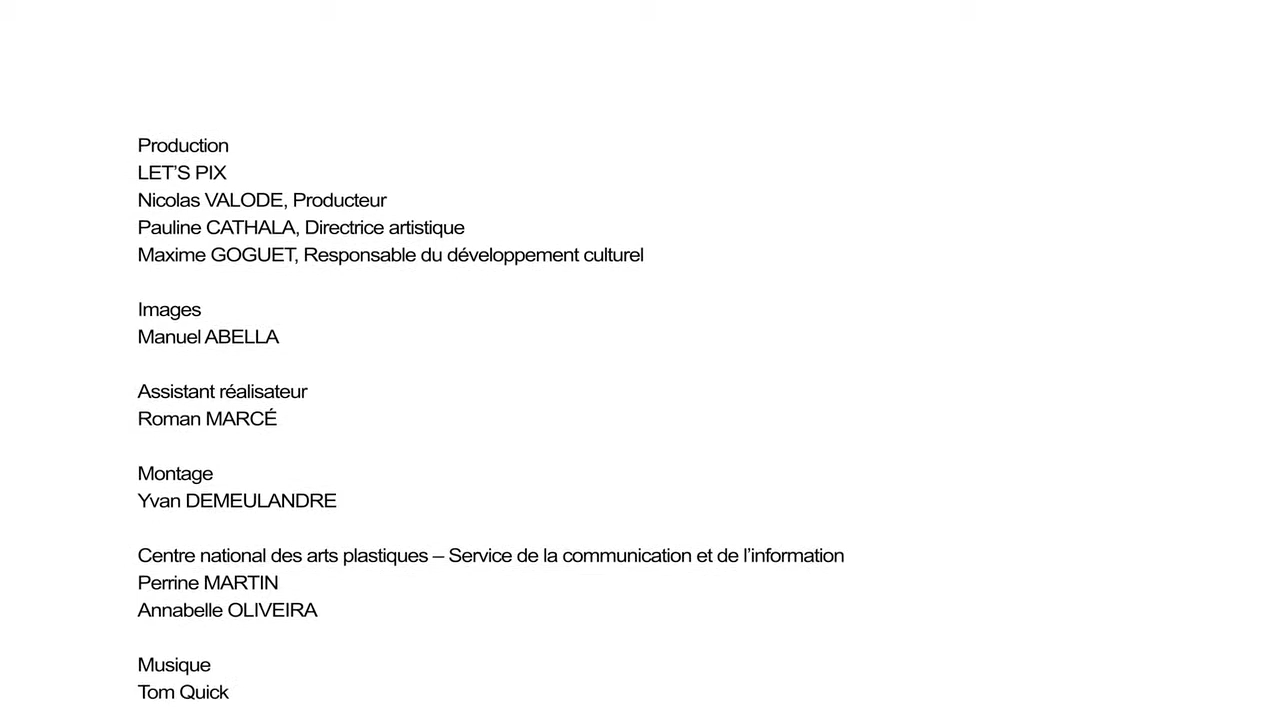 Production
LET’S PIX
Nicolas VALODE, Producteur
Pauline CATHALA, Directrice artistique
Maxime GOGUET, Responsable du développement culturel
Images
Manuel ABELLA
Assistant réalisateur
Roman MARCÉ
Montage
Yvan DEMEULANDRE
Centre national des arts plastiques – Service de la communication et de l’information
Perrine MARTIN
Annabelle OLIVEIRA
Musique
Tom Quick